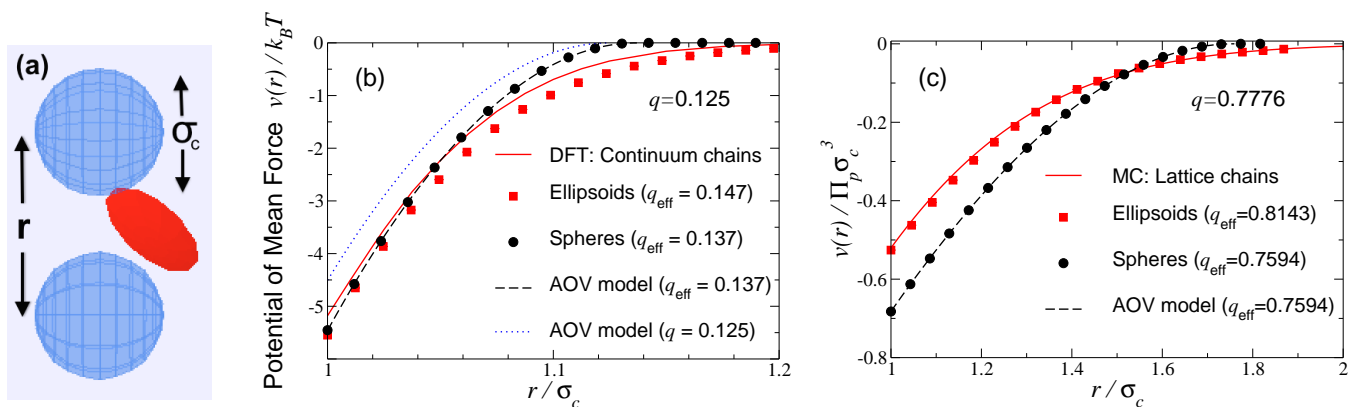 (a)
σc
r
Potential of Mean Force v(r) / kBT
0
-1
-2
-3
-4
-5
(b)
q=0.125
DFT: Continuum chains
Ellipsoids (qeff = 0.147)
Spheres (qeff = 0.137)
AOV model (qeff = 0.137)
AOV model (q = 0.125)
1 1.1 1.2
r / σc
v(r) / Πpσc^3
0
-0.2
-0.4
-0.6
-0.8
(c)
q=0.7776
MC: Lattice chains
Ellipsoids (qeff=0.8143)
Spheres (qeff=0.7594)
AOV model (qeff=0.7594)
1 1.2 1.4 1.6 1.8 2
r / σc